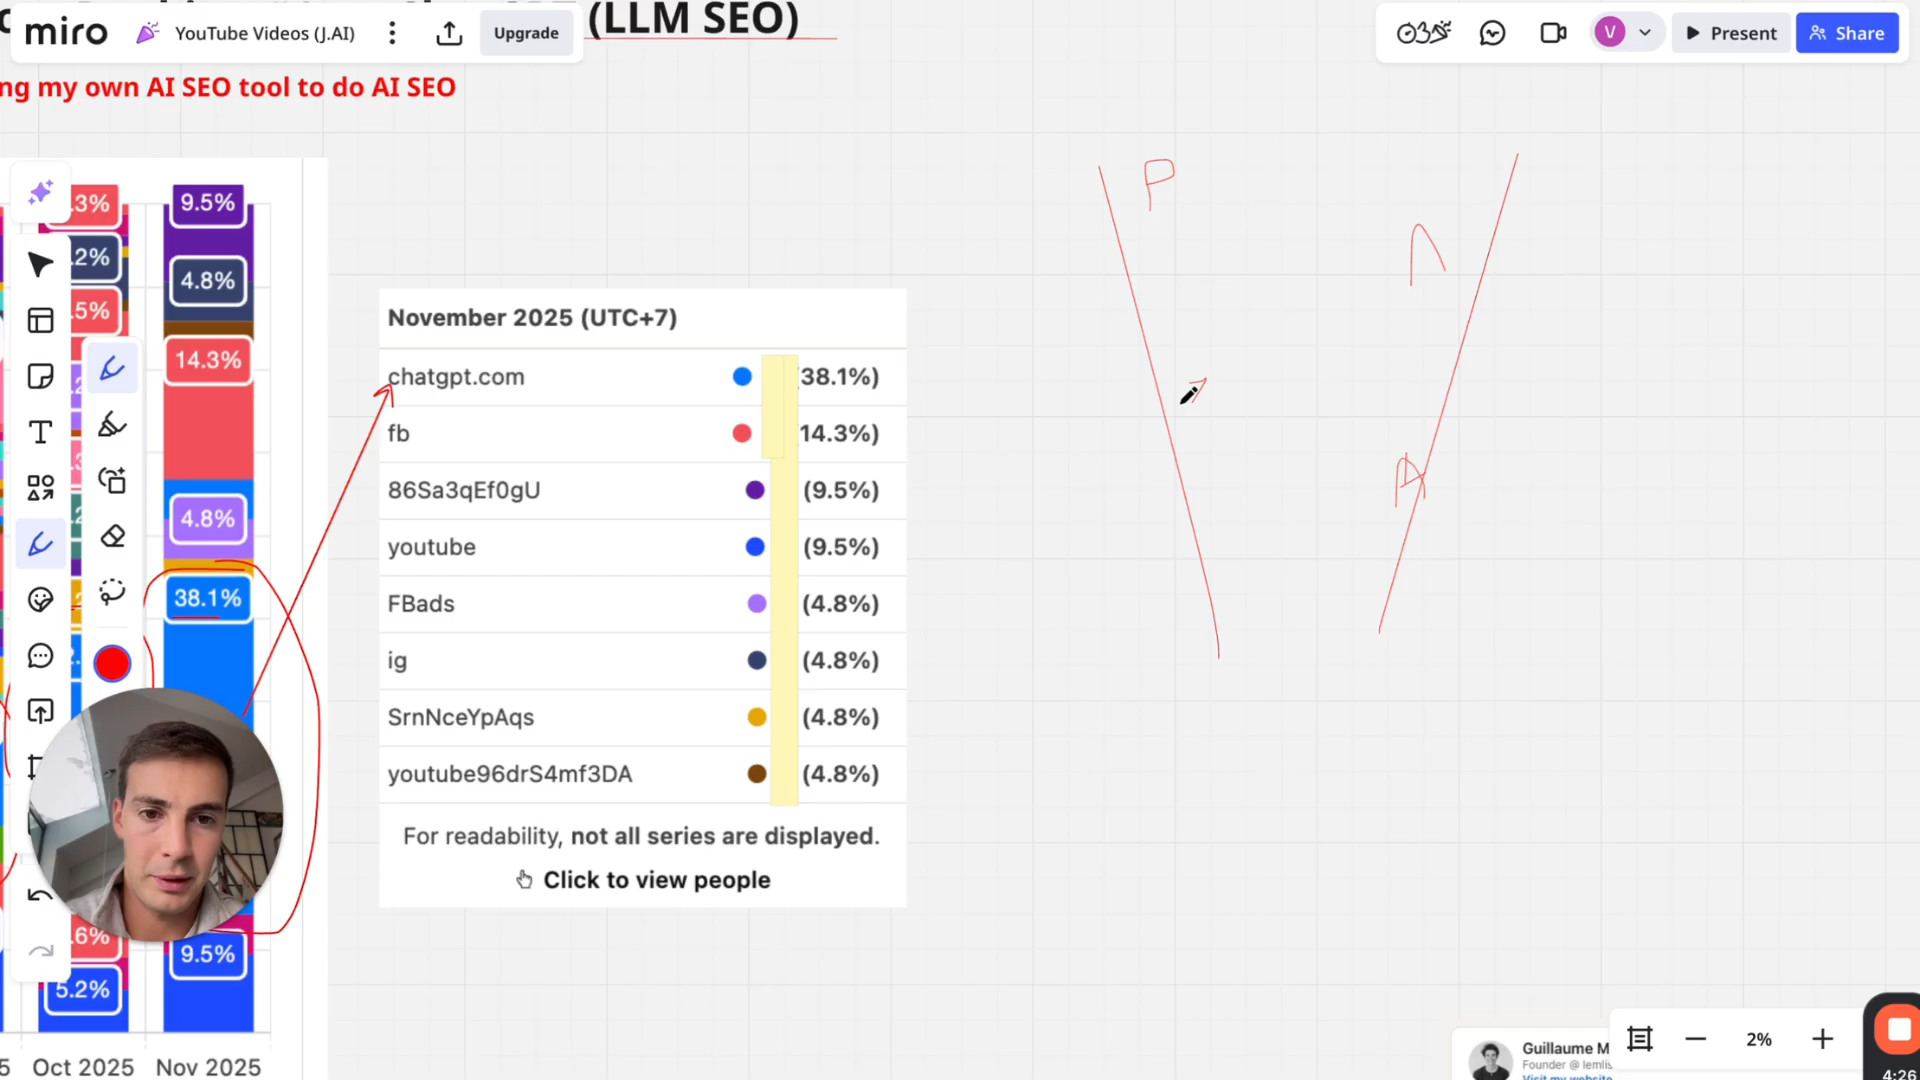 (LLM SEO)
miro
YouTube Videos (J.AI)
Upgrade
V
Present
Share
ng my own AI SEO tool to do AI SEO
.3%
9.5%
.2%
4.8%
.5%
14.3%
4.8%
38.1%
.6%
9.5%
5.2%
5
Oct 2025
Nov 2025
November 2025 (UTC+7)
chatgpt.com
38.1%)
fb
14.3%)
86Sa3qEf0gU
(9.5%)
youtube
(9.5%)
FBads
(4.8%)
ig
(4.8%)
SrnNceYpAqs
(4.8%)
youtube96drS4mf3DA
(4.8%)
For readability, not all series are displayed.
Click to view people
P
A
Guillaume M
Founder @ lemlis
Visit my website
2%
4:26